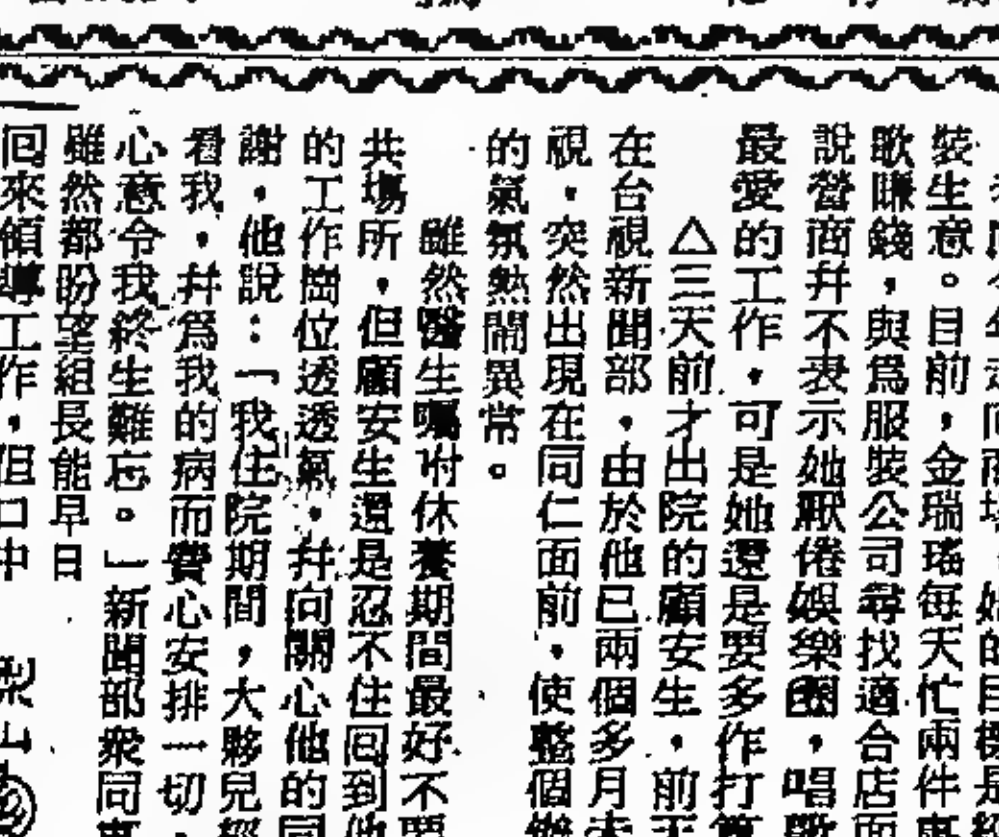 裝生意。目前，金瑞瑤每天忙兩件事
歌賺錢，與爲服裝公司尋找適合店面
說營商幷不表示她厭倦娛樂圈，唱歌
最愛的工作，可是她還是要多作打算
△三天前才出院的顧安生，前天
在台視新聞部，由於他已兩個多月未
視，突然出現在同仁面前，使整個
的氣氛熱鬧異常。
雖然醫生囑咐休養期間最好不
共場所，但顧安生還是忍不住回到他
的工作崗位透透氣，幷向關心他的同
謝，他說：「我住院期間，大夥兒經
看我，幷爲我的病而費心安排一切，
心意令我終生難忘。」新聞部衆同事
雖然都盼望組長能早日
回來領導工作，但口中